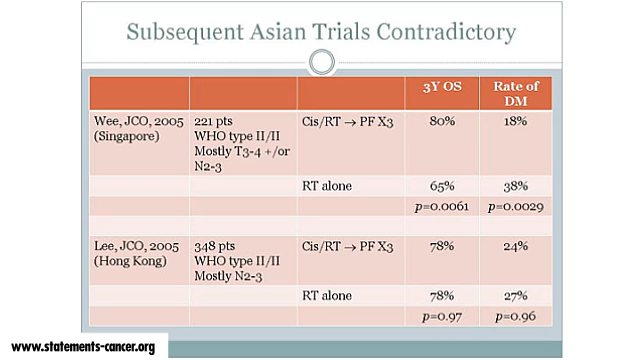 Subsequent Asian Trials Contradictory
3Y OS
Rate of
DM
Wee, JCO, 2005
(Singapore)
221 pts
WHO type II/II
Mostly T3-4 +/or
N2-3
Cis/RT → PF X3
80%
18%
RT alone
65%
38%
p=0.0061
p=0.0029
Lee, JCO, 2005
(Hong Kong)
348 pts
WHO type II/II
Mostly N2-3
Cis/RT → PF X3
78%
24%
RT alone
78%
27%
p=0.97
p=0.96
www.statements-cancer.org